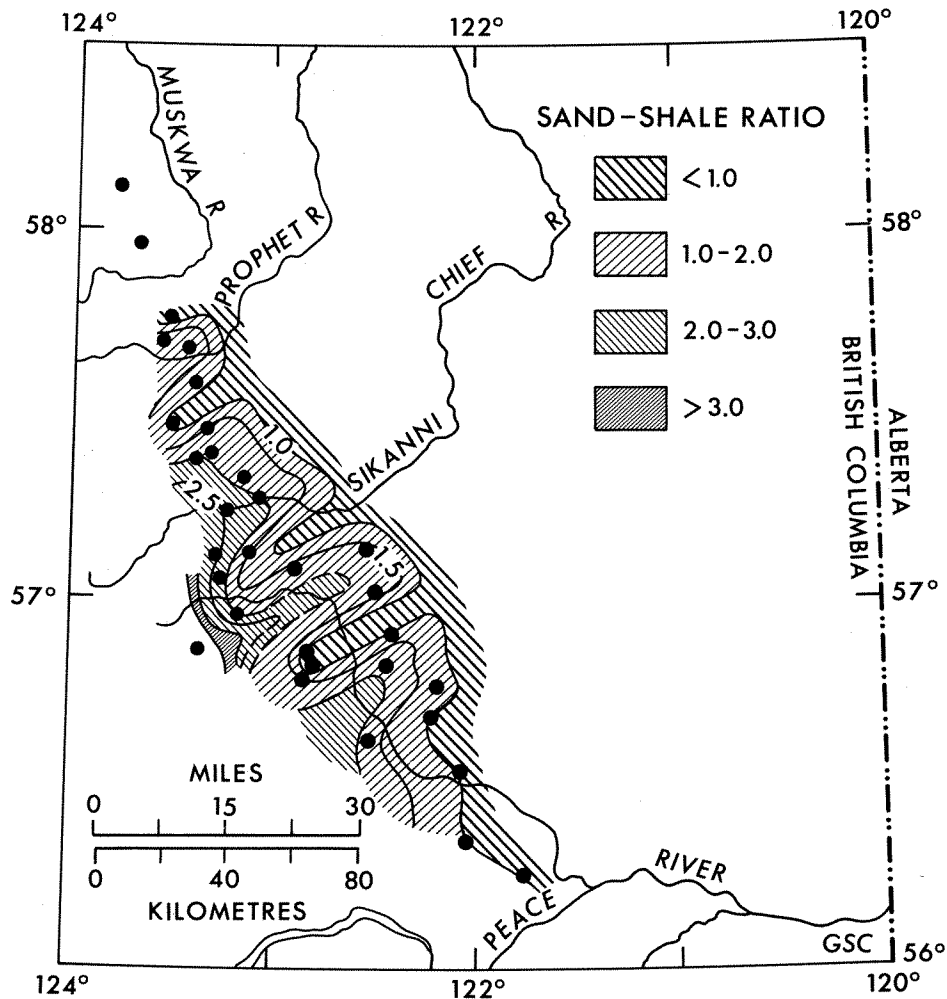 124°
122°
120°
MUSKWA R
SAND-SHALE RATIO
<1.0
1.0-2.0
2.0-3.0
>3.0
58°
58°
PROPHET R
CHIEF R
SIKANNI
BRITISH COLUMBIA
ALBERTA
1.0
2.5
1.5
57°
57°
MILES
0 15 30
0 40 80
KILOMETRES
PEACE RIVER
GSC
56°
124°
122°
120°